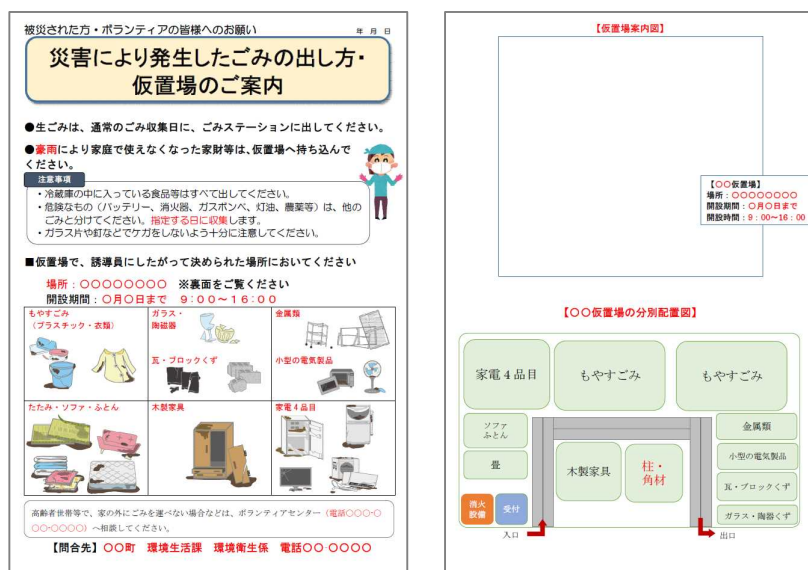 被災された方・ボランティアの皆様へのお願い
年 月 日
災害により発生したごみの出し方・
仮置場のご案内
●生ごみは、通常のごみ収集日に、ごみステーションに出してください。
●豪雨により家庭で使えなくなった家財等は、仮置場へ持ち込んで
ください。
注意事項
・冷蔵庫の中に入っている食品等はすべて出してください。
・危険なもの（バッテリー、消火器、ガスボンベ、灯油、農薬等）は、他の
ごみと分けてください。指定する日に収集します。
・ガラス片や釘などでケガをしないよう十分に注意してください。
■仮置場で、誘導員にしたがって決められた場所においてください
場所：〇〇〇〇〇〇〇〇 ※裏面をご覧ください
開設期間：〇月〇日まで 9：00～16：00
もやすごみ
（プラスチック・衣類）
ガラス・
陶磁器
金属類
瓦・ブロックくず
小型の電気製品
たたみ・ソファ・ふとん
木製家具
家電４品目
高齢者世帯等で、家の外にごみを運べない場合などは、ボランティアセンター（電話〇〇〇-〇
〇〇-〇〇〇〇）へ相談してください。
【問合先】〇〇町 環境生活課 環境衛生係 電話〇〇-〇〇〇〇
【仮置場案内図】
【〇〇仮置場】
場所：〇〇〇〇〇〇〇〇
開設期間：〇月〇日まで
開設時間：9：00～16：00
【〇〇仮置場の分別配置図】
家電４品目
もやすごみ
もやすごみ
ソファ
ふとん
畳
木製家具
柱・
角材
金属類
小型の電気製品
瓦・ブロックくず
ガラス・陶器くず
消火
設備
受付
入口
出口